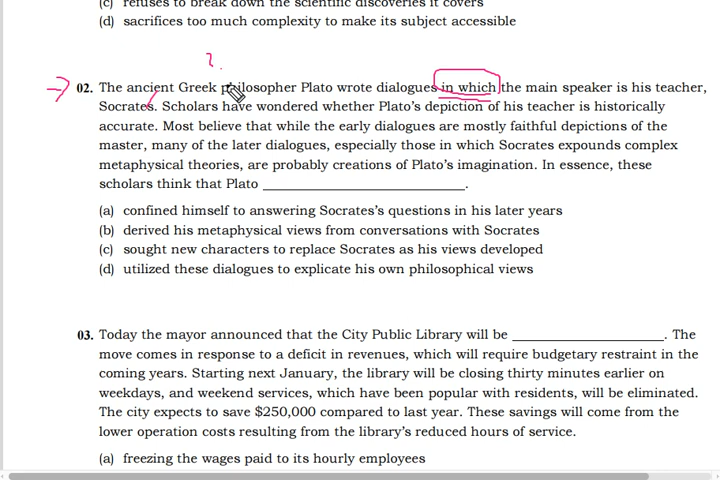 (c) refuses to break down the scientific discoveries it covers
(d) sacrifices too much complexity to make its subject accessible
?
02. The ancient Greek philosopher Plato wrote dialogues in which the main speaker is his teacher,
Socrates. Scholars have wondered whether Plato's depiction of his teacher is historically
accurate. Most believe that while the early dialogues are mostly faithful depictions of the
master, many of the later dialogues, especially those in which Socrates expounds complex
metaphysical theories, are probably creations of Plato's imagination. In essence, these
scholars think that Plato ______________________________.
(a) confined himself to answering Socrates's questions in his later years
(b) derived his metaphysical views from conversations with Socrates
(c) sought new characters to replace Socrates as his views developed
(d) utilized these dialogues to explicate his own philosophical views
03. Today the mayor announced that the City Public Library will be ______________________. The
move comes in response to a deficit in revenues, which will require budgetary restraint in the
coming years. Starting next January, the library will be closing thirty minutes earlier on
weekdays, and weekend services, which have been popular with residents, will be eliminated.
The city expects to save $250,000 compared to last year. These savings will come from the
lower operation costs resulting from the library's reduced hours of service.
(a) freezing the wages paid to its hourly employees